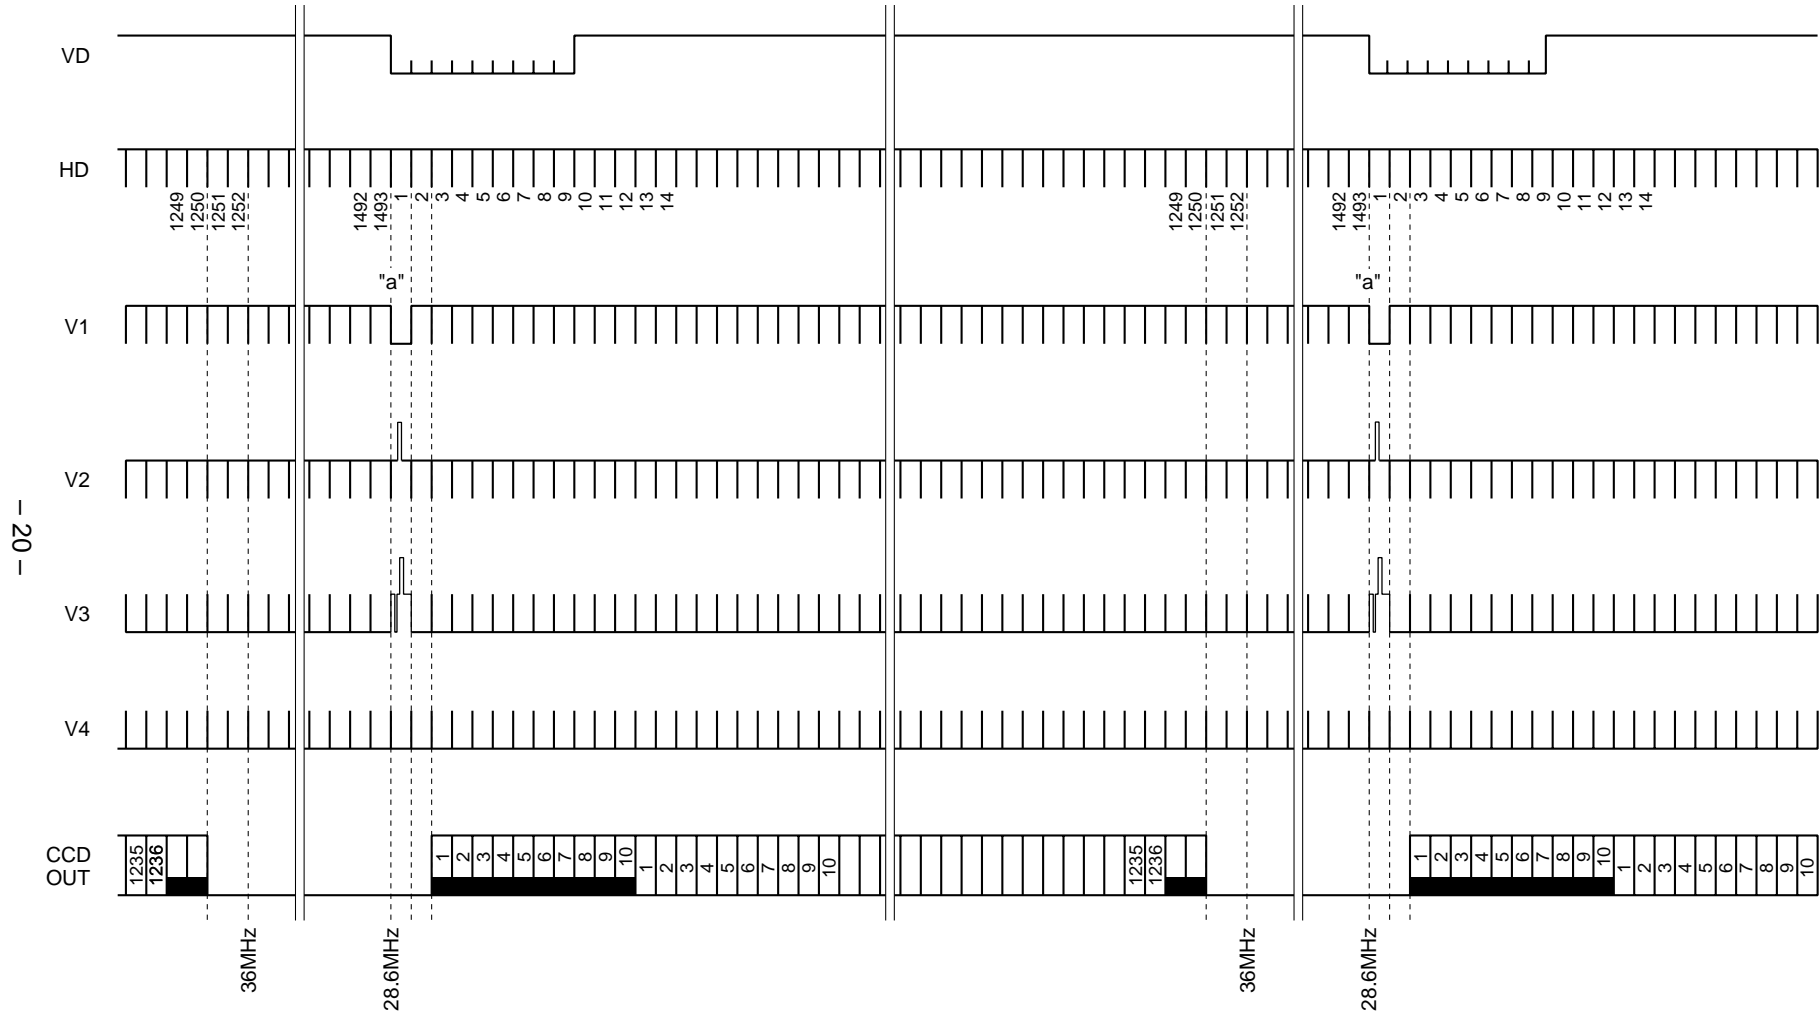 VD
HD
1249 1250 1251 1252 1492 1493 1 2 3 4 5 6 7 8 9 10 11 12 13 14 1249 1250 1251 1252 1492 1493 1 2 3 4 5 6 7 8 9 10 11 12 13 14
"a" "a"
V1
V2
– 20 –
V3
V4
CCD
OUT
1235 1236 1 2 3 4 5 6 7 8 9 10 1 2 3 4 5 6 7 8 9 10 1235 1236 1 2 3 4 5 6 7 8 9 10 1 2 3 4 5 6 7 8 9 10
36MHz 28.6MHz 36MHz 28.6MHz